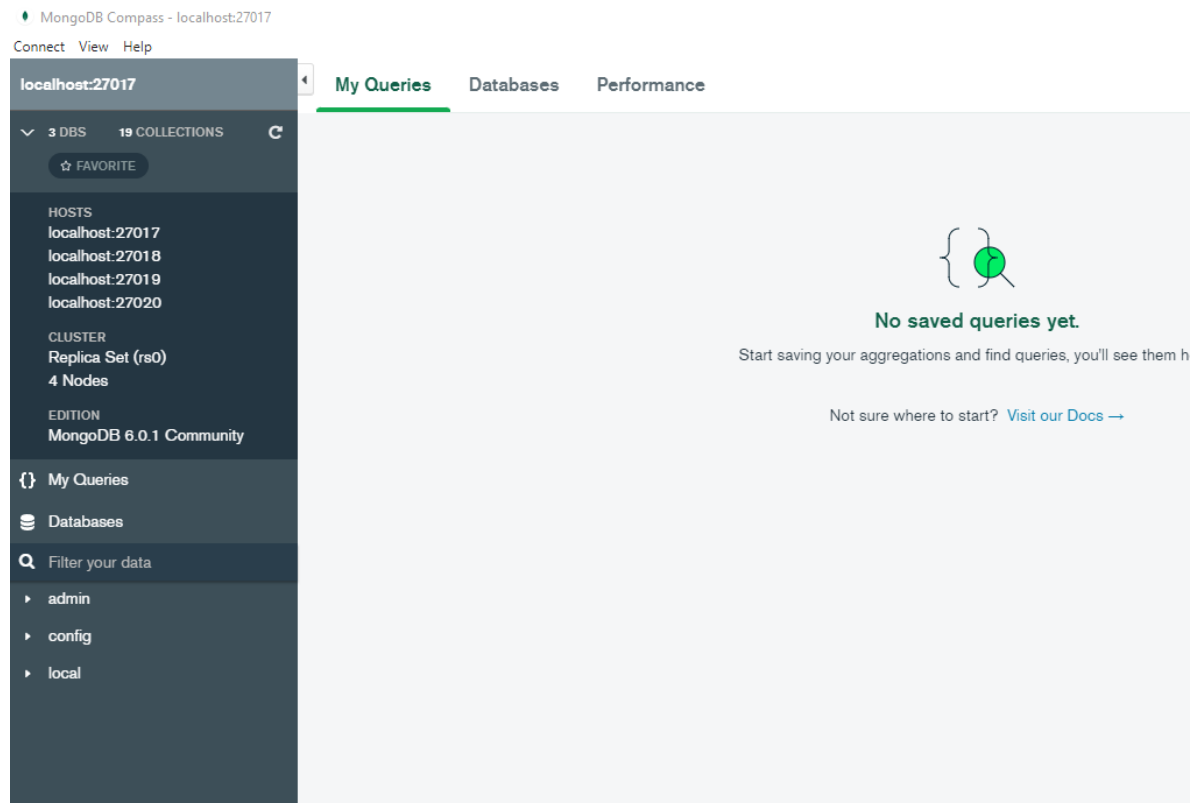 MongoDB Compass - localhost:27017
Connect View Help
localhost:27017
3 DBS 19 COLLECTIONS
FAVORITE
HOSTS
localhost:27017
localhost:27018
localhost:27019
localhost:27020
CLUSTER
Replica Set (rs0)
4 Nodes
EDITION
MongoDB 6.0.1 Community
{} My Queries
Databases
Filter your data
admin
config
local
My Queries Databases Performance
No saved queries yet.
Start saving your aggregations and find queries, you'll see them h
Not sure where to start? Visit our Docs →